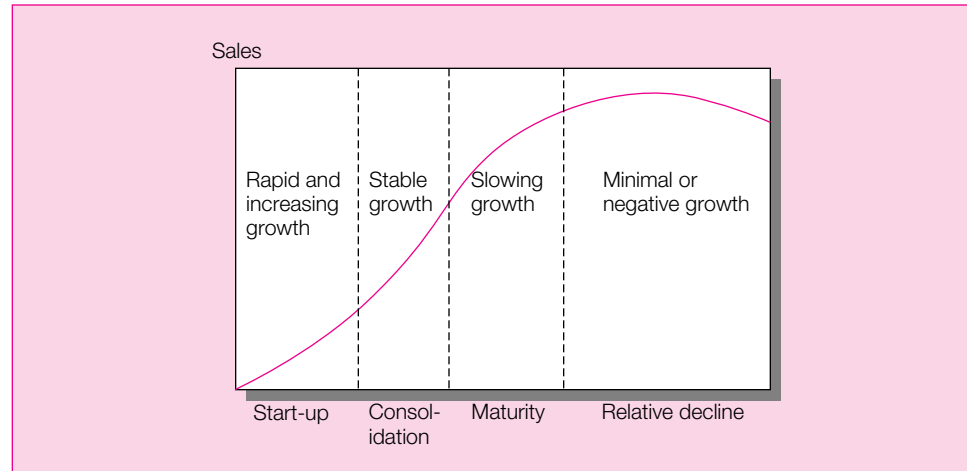 Sales
Rapid and
increasing
growth
Stable
growth
Slowing
growth
Minimal or
negative growth
Start-up
Consol-
idation
Maturity
Relative decline